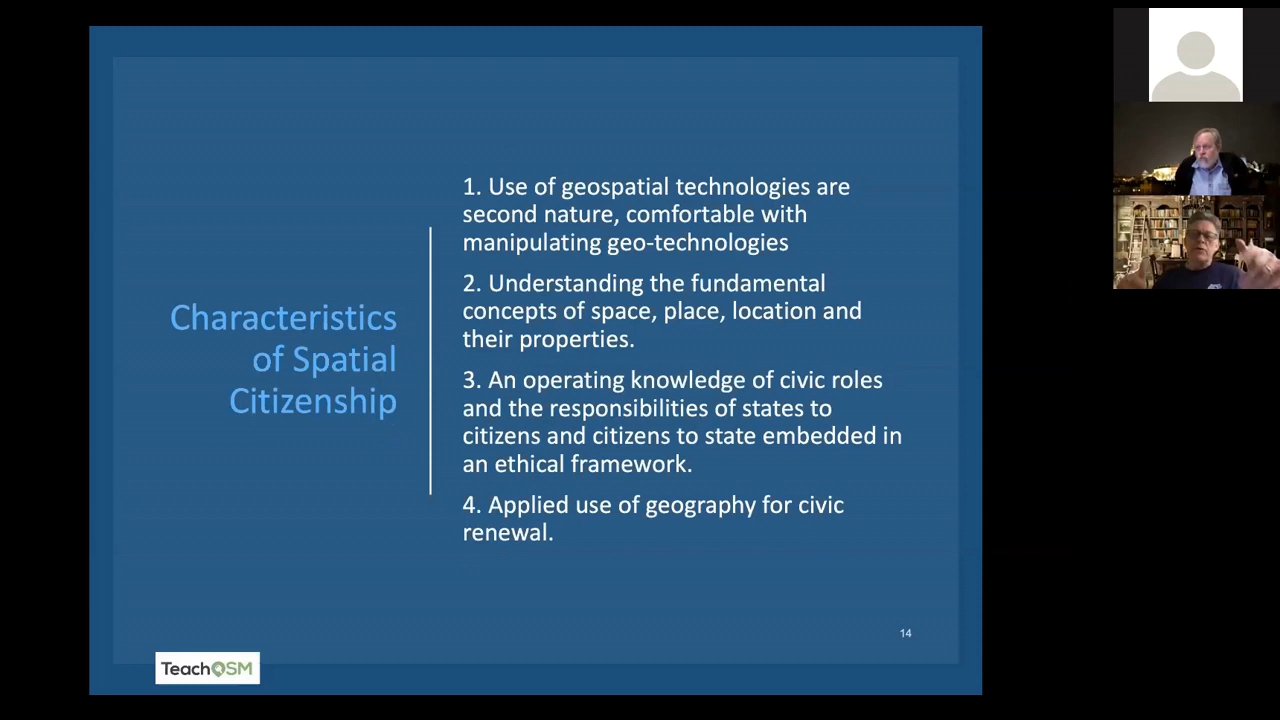 Characteristics
of Spatial
Citizenship
1. Use of geospatial technologies are
second nature, comfortable with
manipulating geo-technologies
2. Understanding the fundamental
concepts of space, place, location and
their properties.
3. An operating knowledge of civic roles
and the responsibilities of states to
citizens and citizens to state embedded in
an ethical framework.
4. Applied use of geography for civic
renewal.
14
TeachOSM